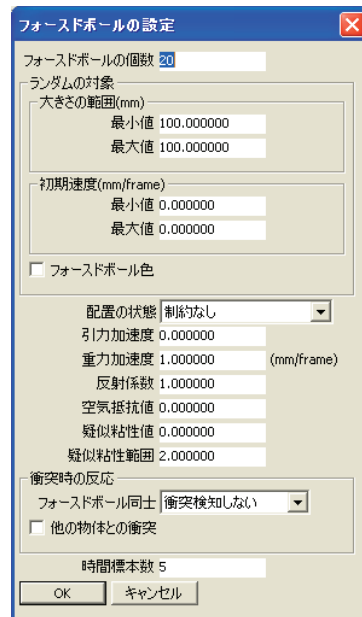 フォースドボールの設定
フォースドボールの個数 20
ランダムの対象
大きさの範囲(mm)
最小値 100.000000
最大値 100.000000
初期速度(mm/frame)
最小値 0.000000
最大値 0.000000
フォースドボール色
配置の状態 制約なし
引力加速度 0.000000
重力加速度 1.000000 (mm/frame)
反射係数 1.000000
空気抵抗値 0.000000
疑似粘性値 0.000000
疑似粘性範囲 2.000000
衝突時の反応
フォースドボール同士 衝突検知しない
他の物体との衝突
時間標本数 5
OK キャンセル